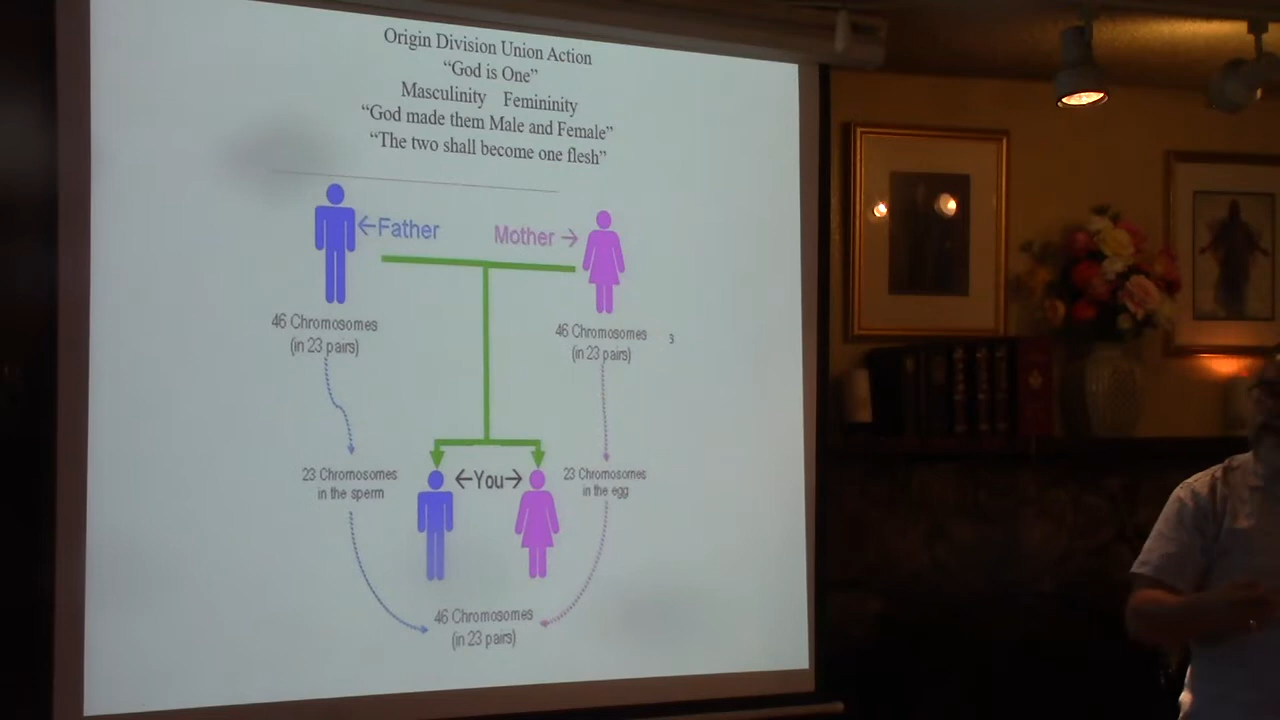 Origin Division Union Action
“God is One”
Masculinity Femininity
“God made them Male and Female”
“The two shall become one flesh”
←Father
Mother →
46 Chromosomes
(in 23 pairs)
46 Chromosomes
(in 23 pairs)
s
23 Chromosomes
in the sperm
←You→
23 Chromosomes
in the egg
46 Chromosomes
(in 23 pairs)